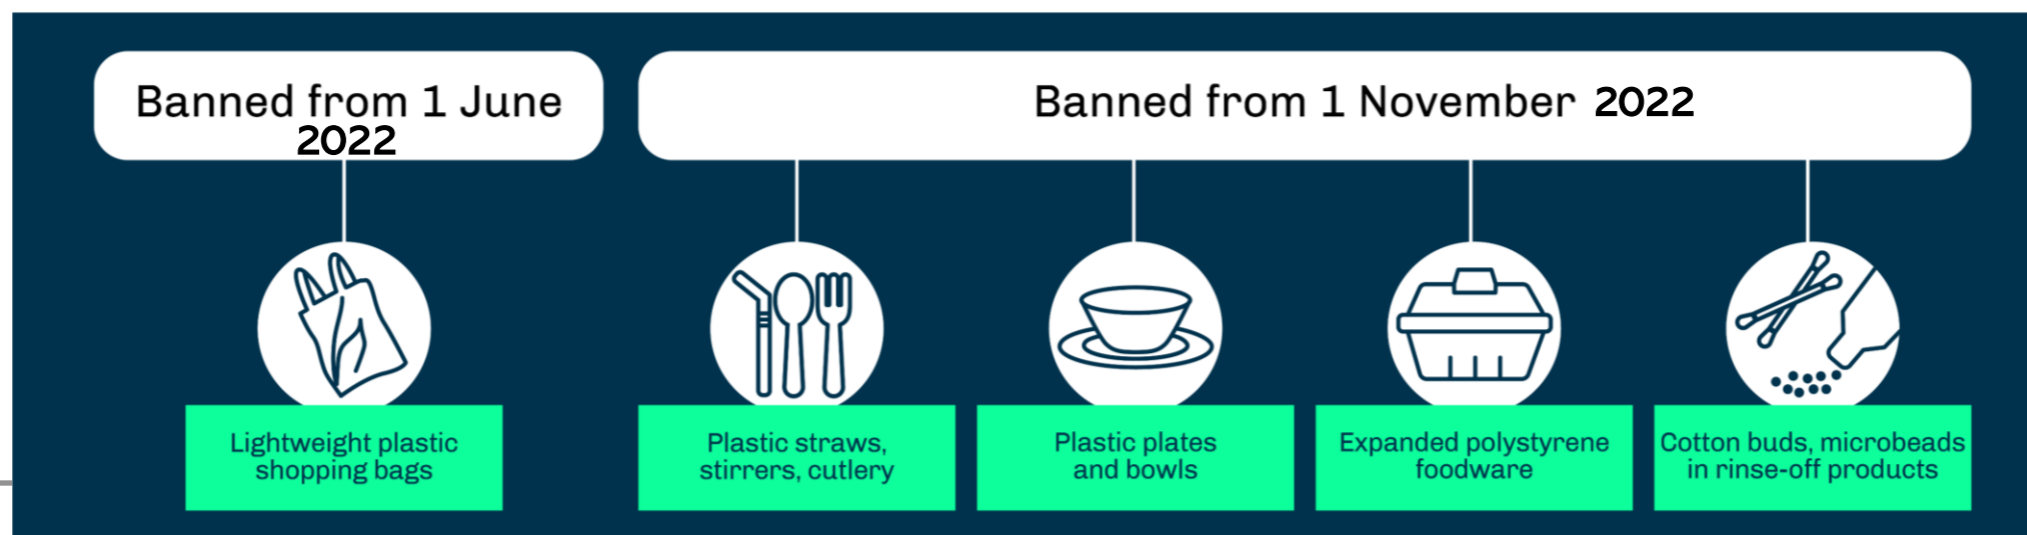 Banned from 1 June
2022
Banned from 1 November 2022
Lightweight plastic
shopping bags
Plastic straws,
stirrers, cutlery
Plastic plates
and bowls
Expanded polystyrene
foodware
Cotton buds, microbeads
in rinse-off products